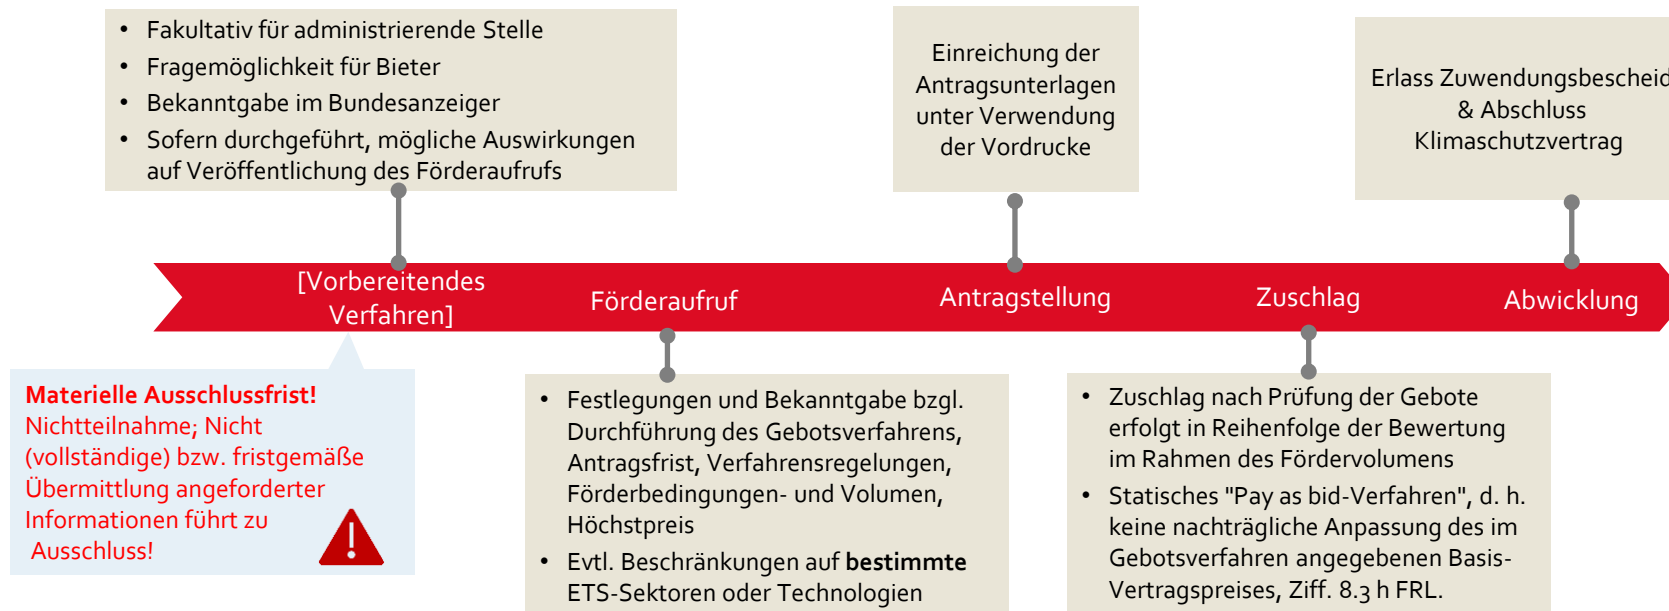 • Fakultativ für administrierende Stelle
• Fragemöglichkeit für Bieter
• Bekanntgabe im Bundesanzeiger
• Sofern durchgeführt, mögliche Auswirkungen
auf Veröffentlichung des Förderaufrufs
Einreichung der
Antragsunterlagen
unter Verwendung
der Vordrucke
Erlass Zuwendungsbescheid
& Abschluss
Klimaschutzvertrag
[Vorbereitendes
Verfahren]
Förderaufruf
Antragstellung
Zuschlag
Abwicklung
Materielle Ausschlussfrist!
Nichtteilnahme; Nicht
(vollständige) bzw. fristgemäße
Übermittlung angeforderter
Informationen führt zu
Ausschluss!
• Festlegungen und Bekanntgabe bzgl.
Durchführung des Gebotsverfahrens,
Antragsfrist, Verfahrensregelungen,
Förderbedingungen- und Volumen,
Höchstpreis
• Evtl. Beschränkungen auf bestimmte
ETS-Sektoren oder Technologien
• Zuschlag nach Prüfung der Gebote
erfolgt in Reihenfolge der Bewertung
im Rahmen des Fördervolumens
• Statisches "Pay as bid-Verfahren", d. h.
keine nachträgliche Anpassung des im
Gebotsverfahren angegebenen Basis-
Vertragspreises, Ziff. 8.3 h FRL.